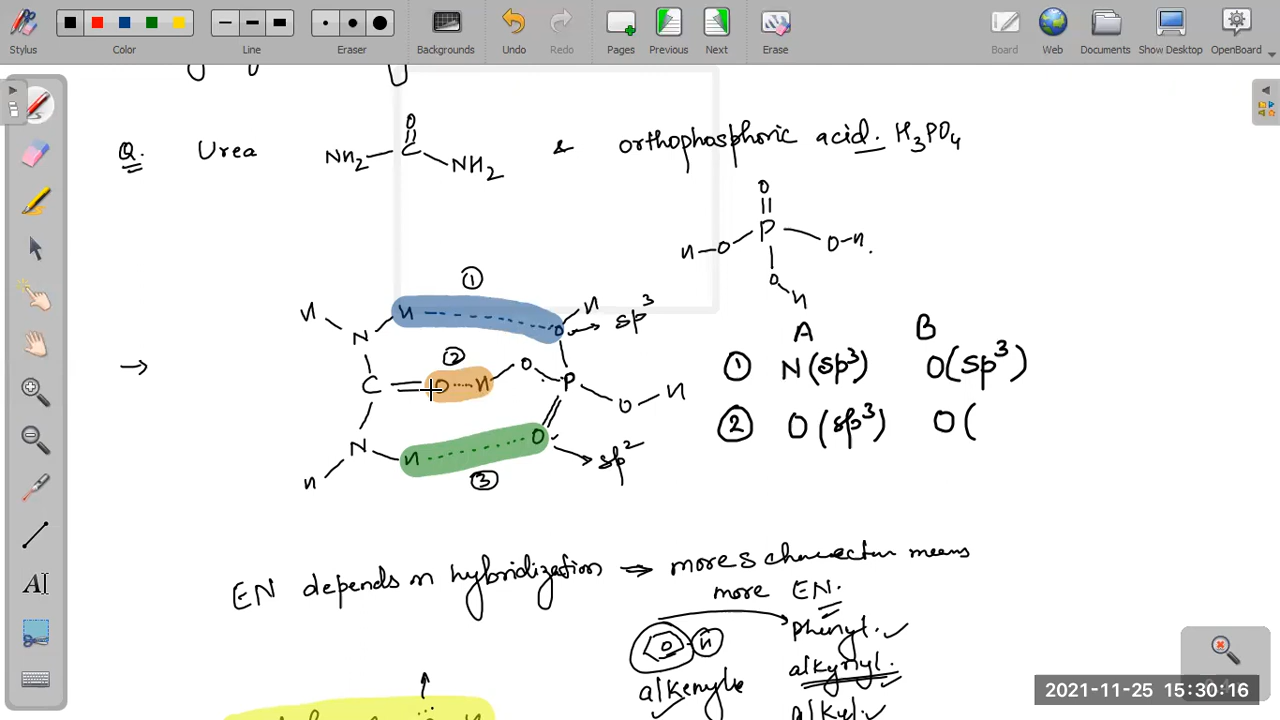 Stylus
Color
Line
Eraser
Backgrounds
Undo
Redo
Pages
Previous
Next
Erase
Board
Web
Documents
Show Desktop
OpenBoard
Q. Urea
O
NH2 C NH2
& orthophosphoric acid. H3PO4
O
P
H O O H.
O
H
①
H H O H → sp3
N ② O
→ C O H P
O H
N O → sp2
H H ③
A B
① N(sp3) O(sp3)
② O(sp3) O(
EN depends on hybridization → more s character means
more EN.
phenyl. ✓
H
alkynyl. ✓
alkenyl ✓
alkyl. ✓
AI
2021-11-25 15:30:16